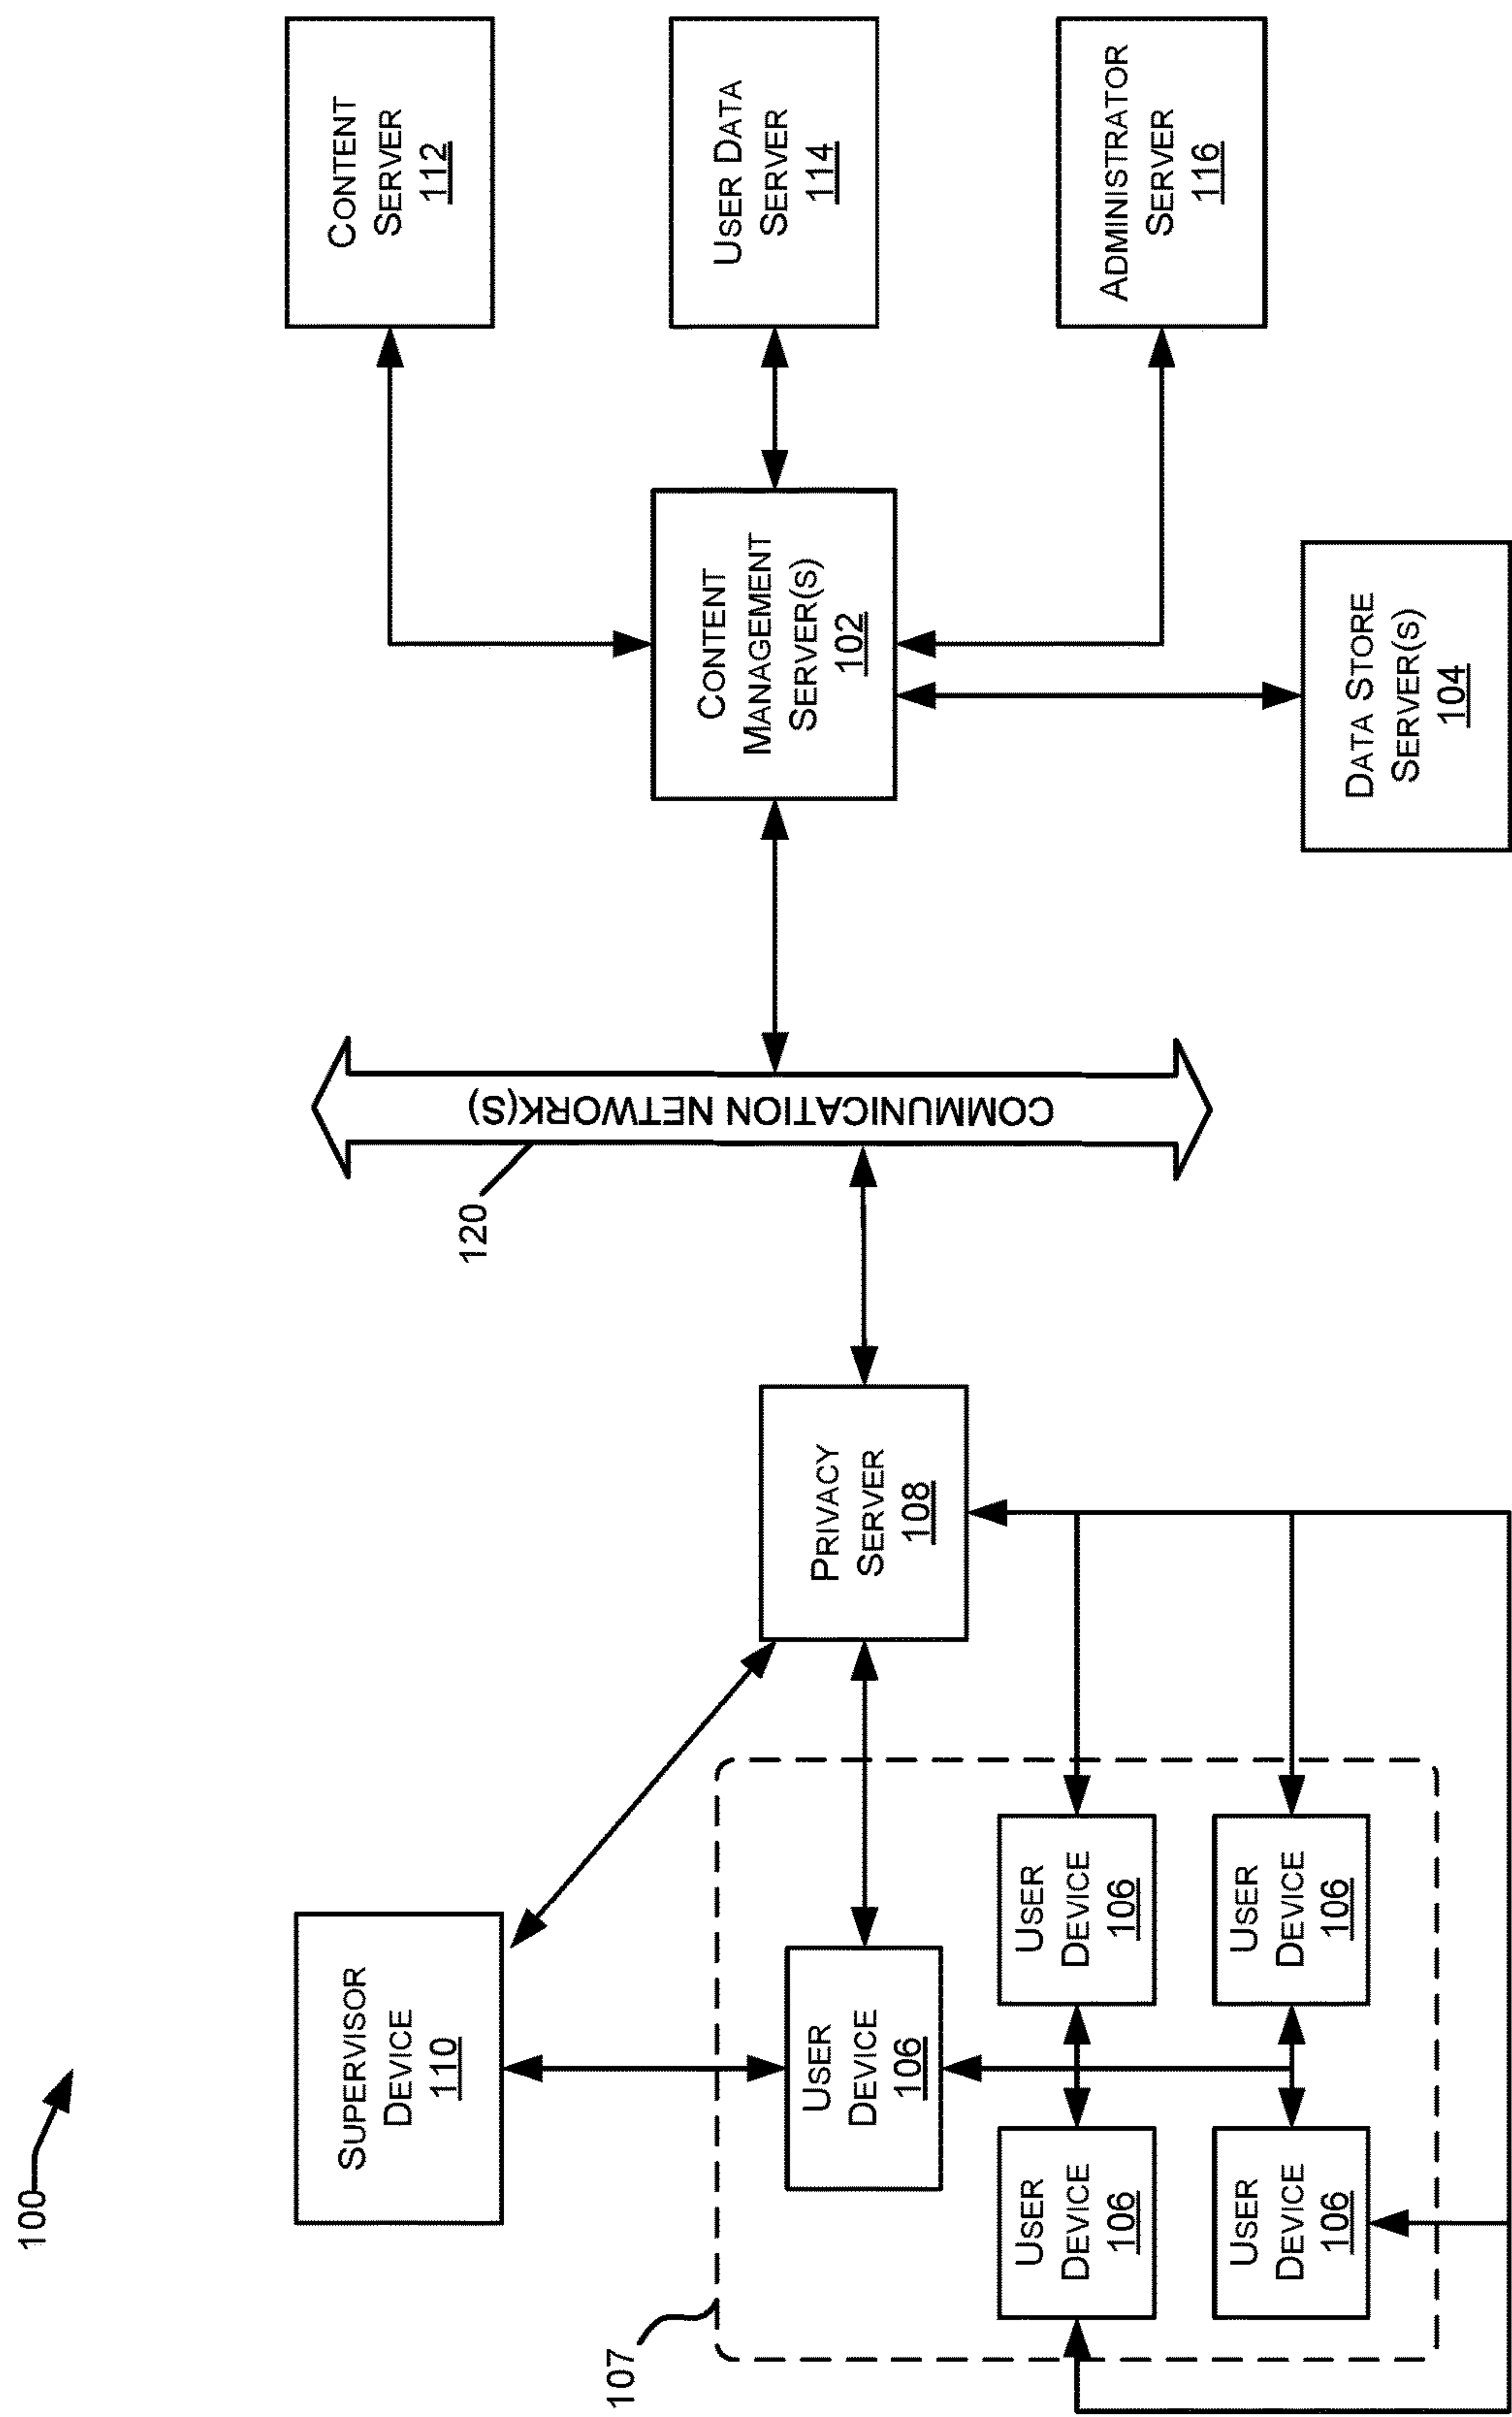 100
SUPERVISOR
DEVICE
110
107
USER
DEVICE
106
USER
DEVICE
106
USER
DEVICE
106
USER
DEVICE
106
USER
DEVICE
106
PRIVACY
SERVER
108
120
COMMUNICATION NETWORK(S)
CONTENT
MANAGEMENT
SERVER(S)
102
DATA STORE
SERVER(S)
104
CONTENT
SERVER
112
USER DATA
SERVER
114
ADMINISTRATOR
SERVER
116